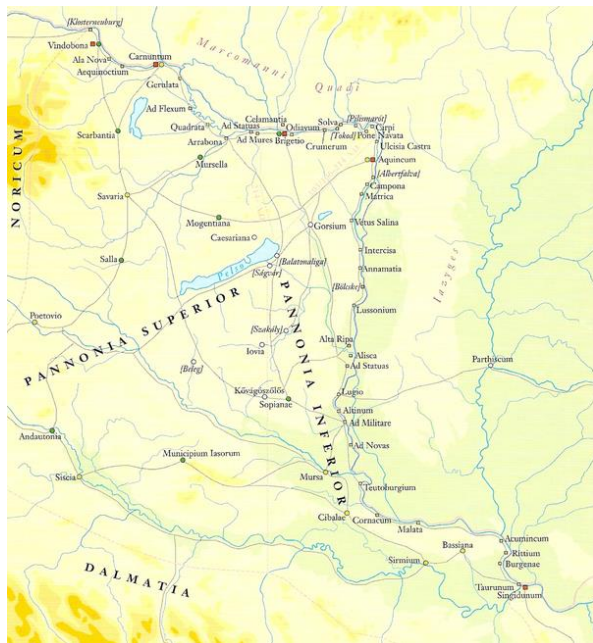 [Klosterneuburg]
Vindobona
Ala Nova
Aequinoctium
Carnuntum
Gerulata
Marcomanni
Quadi
Ad Flexum
Scarbantia
Quadrata
Arrabona
Ad Statuas
Ad Mures
Celamantia
Odiavum
Brigetio
Solva
[Pilismarót]
Cirpi
[Tokod]
Pone Navata
Crumerum
Ulcisia Castra
Mursella
Aquincum
[Albertfalva]
Campona
Matrica
NORICUM
Savaria
Mogentiana
Caesariana
Gorsium
Vetus Salina
Salla
Pelso
[Balatonaliga]
[Ságvár]
Intercisa
Annamatia
Iazyges
[Bölcske]
Lussonium
Poetovio
PANNONIA SUPERIOR
PANNONIA INFERIOR
[Szakály]
Iovia
Alta Ripa
Alisca
Ad Statuas
Parthiscum
[Beleg]
Kővágószőlős
Sopianae
Lugio
Altinum
Ad Militare
Andautonia
Ad Novas
Municipium Iasorum
Siscia
Mursa
Teutoburgium
Cibalae
Cornacum
Malata
Acumincum
Bassiana
Rittium
Sirmium
Burgenae
DALMATIA
Taurunum
Singidunum